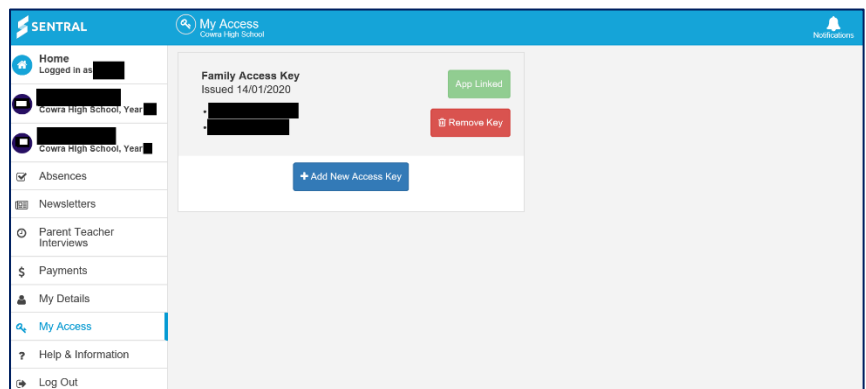 SENTRAL
My Access
Cowra High School
Notifications
Home
Logged in as
Cowra High School, Year
Cowra High School, Year
Absences
Newsletters
Parent Teacher
Interviews
$ Payments
My Details
My Access
? Help & Information
Log Out
Family Access Key
Issued 14/01/2020
•
•
App Linked
Remove Key
+ Add New Access Key